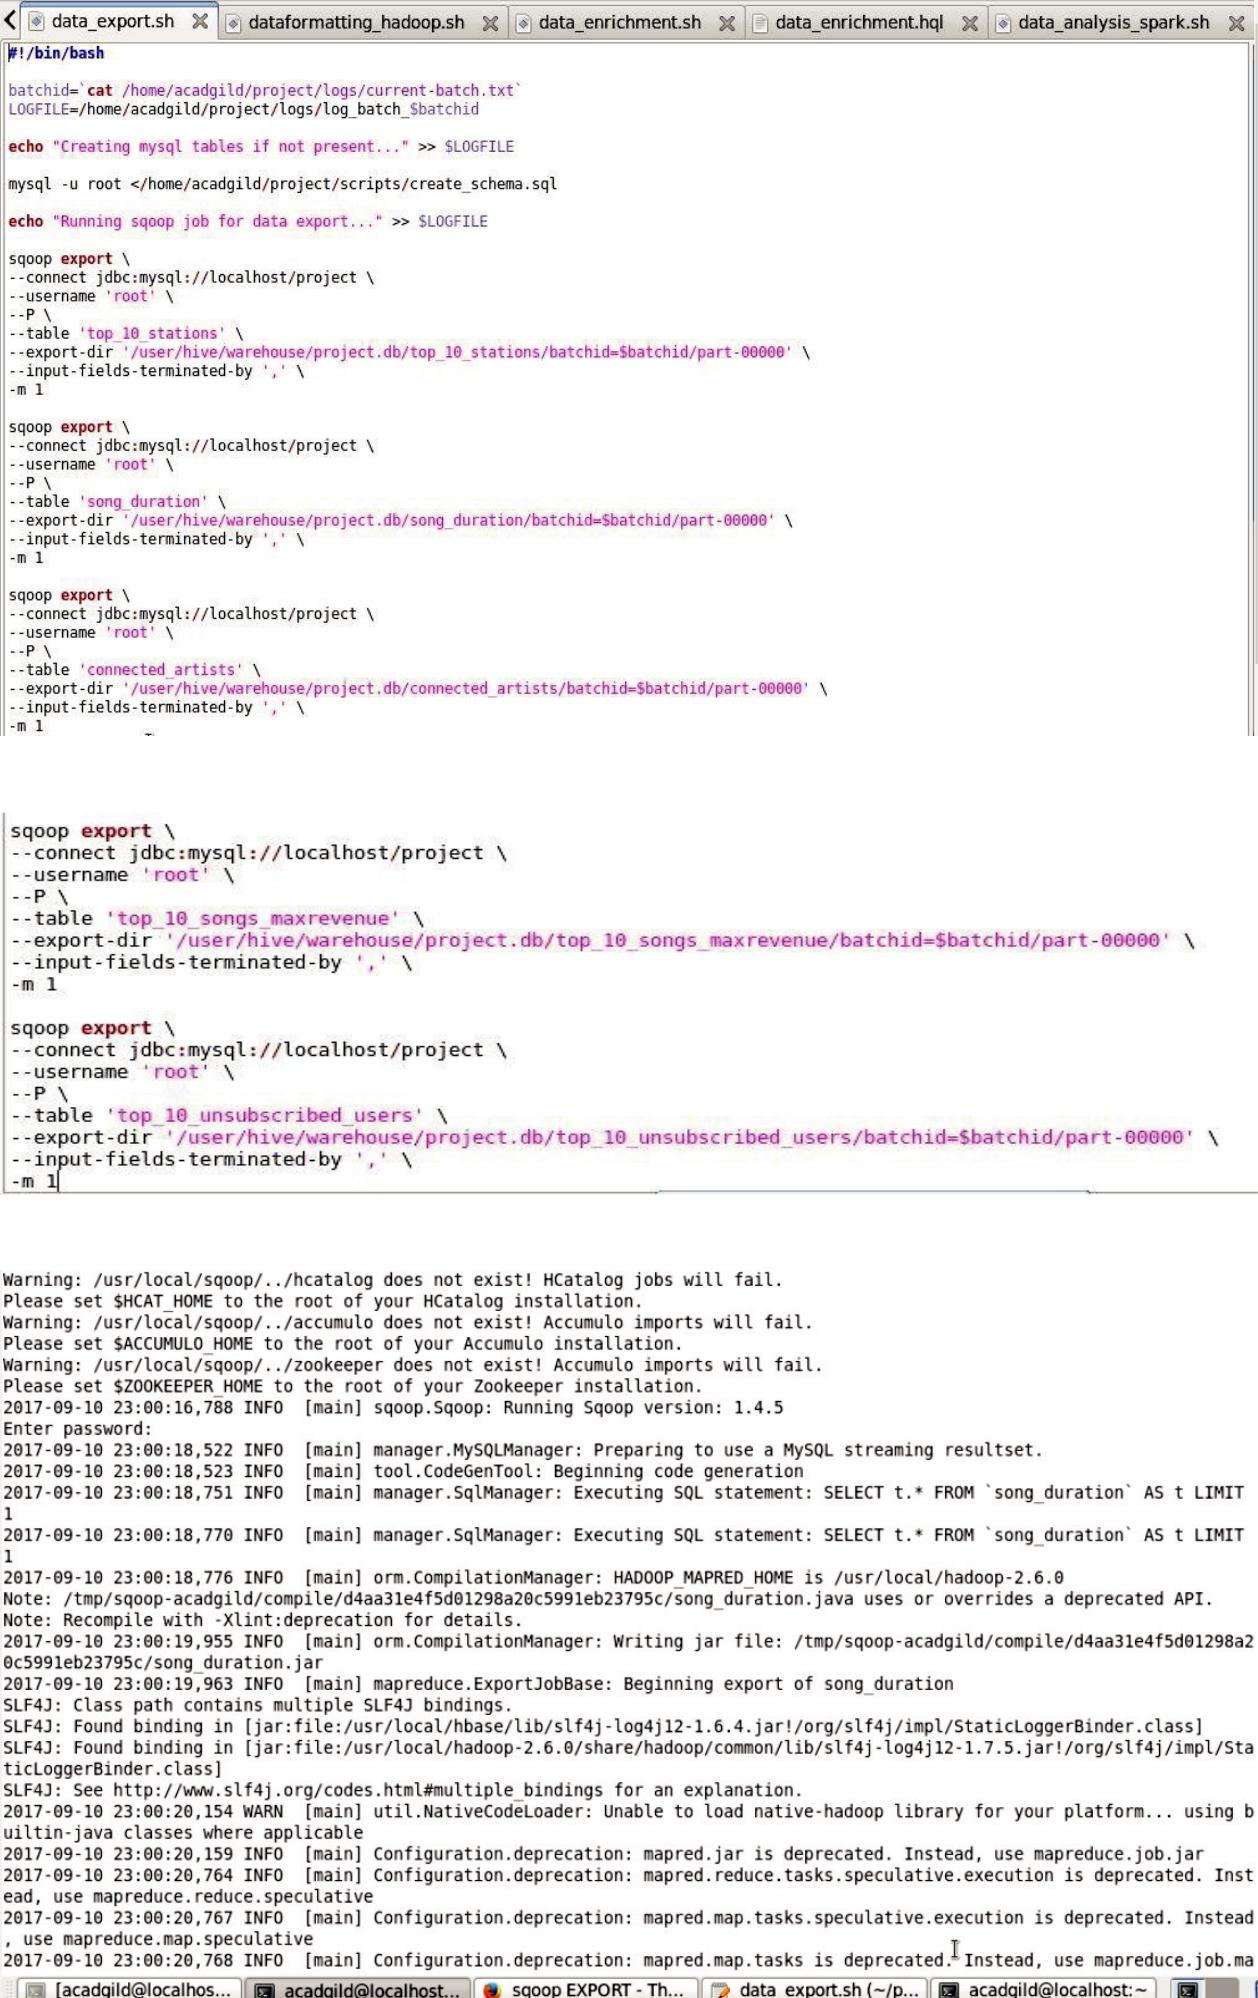 data_export.sh dataformatting_hadoop.sh data_enrichment.sh data_enrichment.hql data_analysis_spark.sh
#!/bin/bash
batchid=`cat /home/acadgild/project/logs/current-batch.txt`
LOGFILE=/home/acadgild/project/logs/log_batch_$batchid
echo "Creating mysql tables if not present..." >> $LOGFILE
mysql -u root </home/acadgild/project/scripts/create_schema.sql
echo "Running sqoop job for data export..." >> $LOGFILE
sqoop export \
--connect jdbc:mysql://localhost/project \
--username 'root' \
--P \
--table 'top_10_stations' \
--export-dir '/user/hive/warehouse/project.db/top_10_stations/batchid=$batchid/part-00000' \
--input-fields-terminated-by ',' \
-m 1
sqoop export \
--connect jdbc:mysql://localhost/project \
--username 'root' \
--P \
--table 'song_duration' \
--export-dir '/user/hive/warehouse/project.db/song_duration/batchid=$batchid/part-00000' \
--input-fields-terminated-by ',' \
-m 1
sqoop export \
--connect jdbc:mysql://localhost/project \
--username 'root' \
--P \
--table 'connected_artists' \
--export-dir '/user/hive/warehouse/project.db/connected_artists/batchid=$batchid/part-00000' \
--input-fields-terminated-by ',' \
-m 1
sqoop export \
--connect jdbc:mysql://localhost/project \
--username 'root' \
--P \
--table 'top_10_songs_maxrevenue' \
--export-dir '/user/hive/warehouse/project.db/top_10_songs_maxrevenue/batchid=$batchid/part-00000' \
--input-fields-terminated-by ',' \
-m 1
sqoop export \
--connect jdbc:mysql://localhost/project \
--username 'root' \
--P \
--table 'top_10_unsubscribed_users' \
--export-dir '/user/hive/warehouse/project.db/top_10_unsubscribed_users/batchid=$batchid/part-00000' \
--input-fields-terminated-by ',' \
-m 1
Warning: /usr/local/sqoop/../hcatalog does not exist! HCatalog jobs will fail.
Please set $HCAT_HOME to the root of your HCatalog installation.
Warning: /usr/local/sqoop/../accumulo does not exist! Accumulo imports will fail.
Please set $ACCUMULO_HOME to the root of your Accumulo installation.
Warning: /usr/local/sqoop/../zookeeper does not exist! Accumulo imports will fail.
Please set $ZOOKEEPER_HOME to the root of your Zookeeper installation.
2017-09-10 23:00:16,788 INFO  [main] sqoop.Sqoop: Running Sqoop version: 1.4.5
Enter password:
2017-09-10 23:00:18,522 INFO  [main] manager.MySQLManager: Preparing to use a MySQL streaming resultset.
2017-09-10 23:00:18,523 INFO  [main] tool.CodeGenTool: Beginning code generation
2017-09-10 23:00:18,751 INFO  [main] manager.SqlManager: Executing SQL statement: SELECT t.* FROM `song_duration` AS t LIMIT
1
2017-09-10 23:00:18,770 INFO  [main] manager.SqlManager: Executing SQL statement: SELECT t.* FROM `song_duration` AS t LIMIT
1
2017-09-10 23:00:18,776 INFO  [main] orm.CompilationManager: HADOOP_MAPRED_HOME is /usr/local/hadoop-2.6.0
Note: /tmp/sqoop-acadgild/compile/d4aa31e4f5d01298a20c5991eb23795c/song_duration.java uses or overrides a deprecated API.
Note: Recompile with -Xlint:deprecation for details.
2017-09-10 23:00:19,955 INFO  [main] orm.CompilationManager: Writing jar file: /tmp/sqoop-acadgild/compile/d4aa31e4f5d01298a2
0c5991eb23795c/song_duration.jar
2017-09-10 23:00:19,963 INFO  [main] mapreduce.ExportJobBase: Beginning export of song_duration
SLF4J: Class path contains multiple SLF4J bindings.
SLF4J: Found binding in [jar:file:/usr/local/hbase/lib/slf4j-log4j12-1.6.4.jar!/org/slf4j/impl/StaticLoggerBinder.class]
SLF4J: Found binding in [jar:file:/usr/local/hadoop-2.6.0/share/hadoop/common/lib/slf4j-log4j12-1.7.5.jar!/org/slf4j/impl/Sta
ticLoggerBinder.class]
SLF4J: See http://www.slf4j.org/codes.html#multiple_bindings for an explanation.
2017-09-10 23:00:20,154 WARN  [main] util.NativeCodeLoader: Unable to load native-hadoop library for your platform... using b
uiltin-java classes where applicable
2017-09-10 23:00:20,159 INFO  [main] Configuration.deprecation: mapred.jar is deprecated. Instead, use mapreduce.job.jar
2017-09-10 23:00:20,764 INFO  [main] Configuration.deprecation: mapred.reduce.tasks.speculative.execution is deprecated. Inst
ead, use mapreduce.reduce.speculative
2017-09-10 23:00:20,767 INFO  [main] Configuration.deprecation: mapred.map.tasks.speculative.execution is deprecated. Instead
, use mapreduce.map.speculative
2017-09-10 23:00:20,768 INFO  [main] Configuration.deprecation: mapred.map.tasks is deprecated. Instead, use mapreduce.job.ma
[acadgild@localhos... acadgild@localhost... sqoop EXPORT - Th... data_export.sh (~/p... acadgild@localhost:~